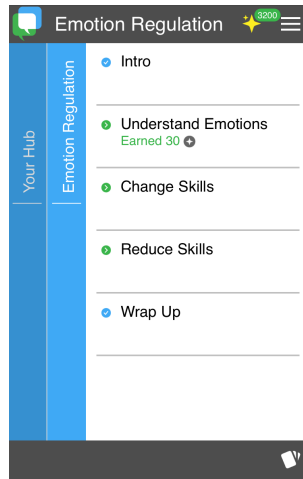 Emotion Regulation
3200
Your Hub
Emotion Regulation
Intro
Understand Emotions
Earned 30
Change Skills
Reduce Skills
Wrap Up